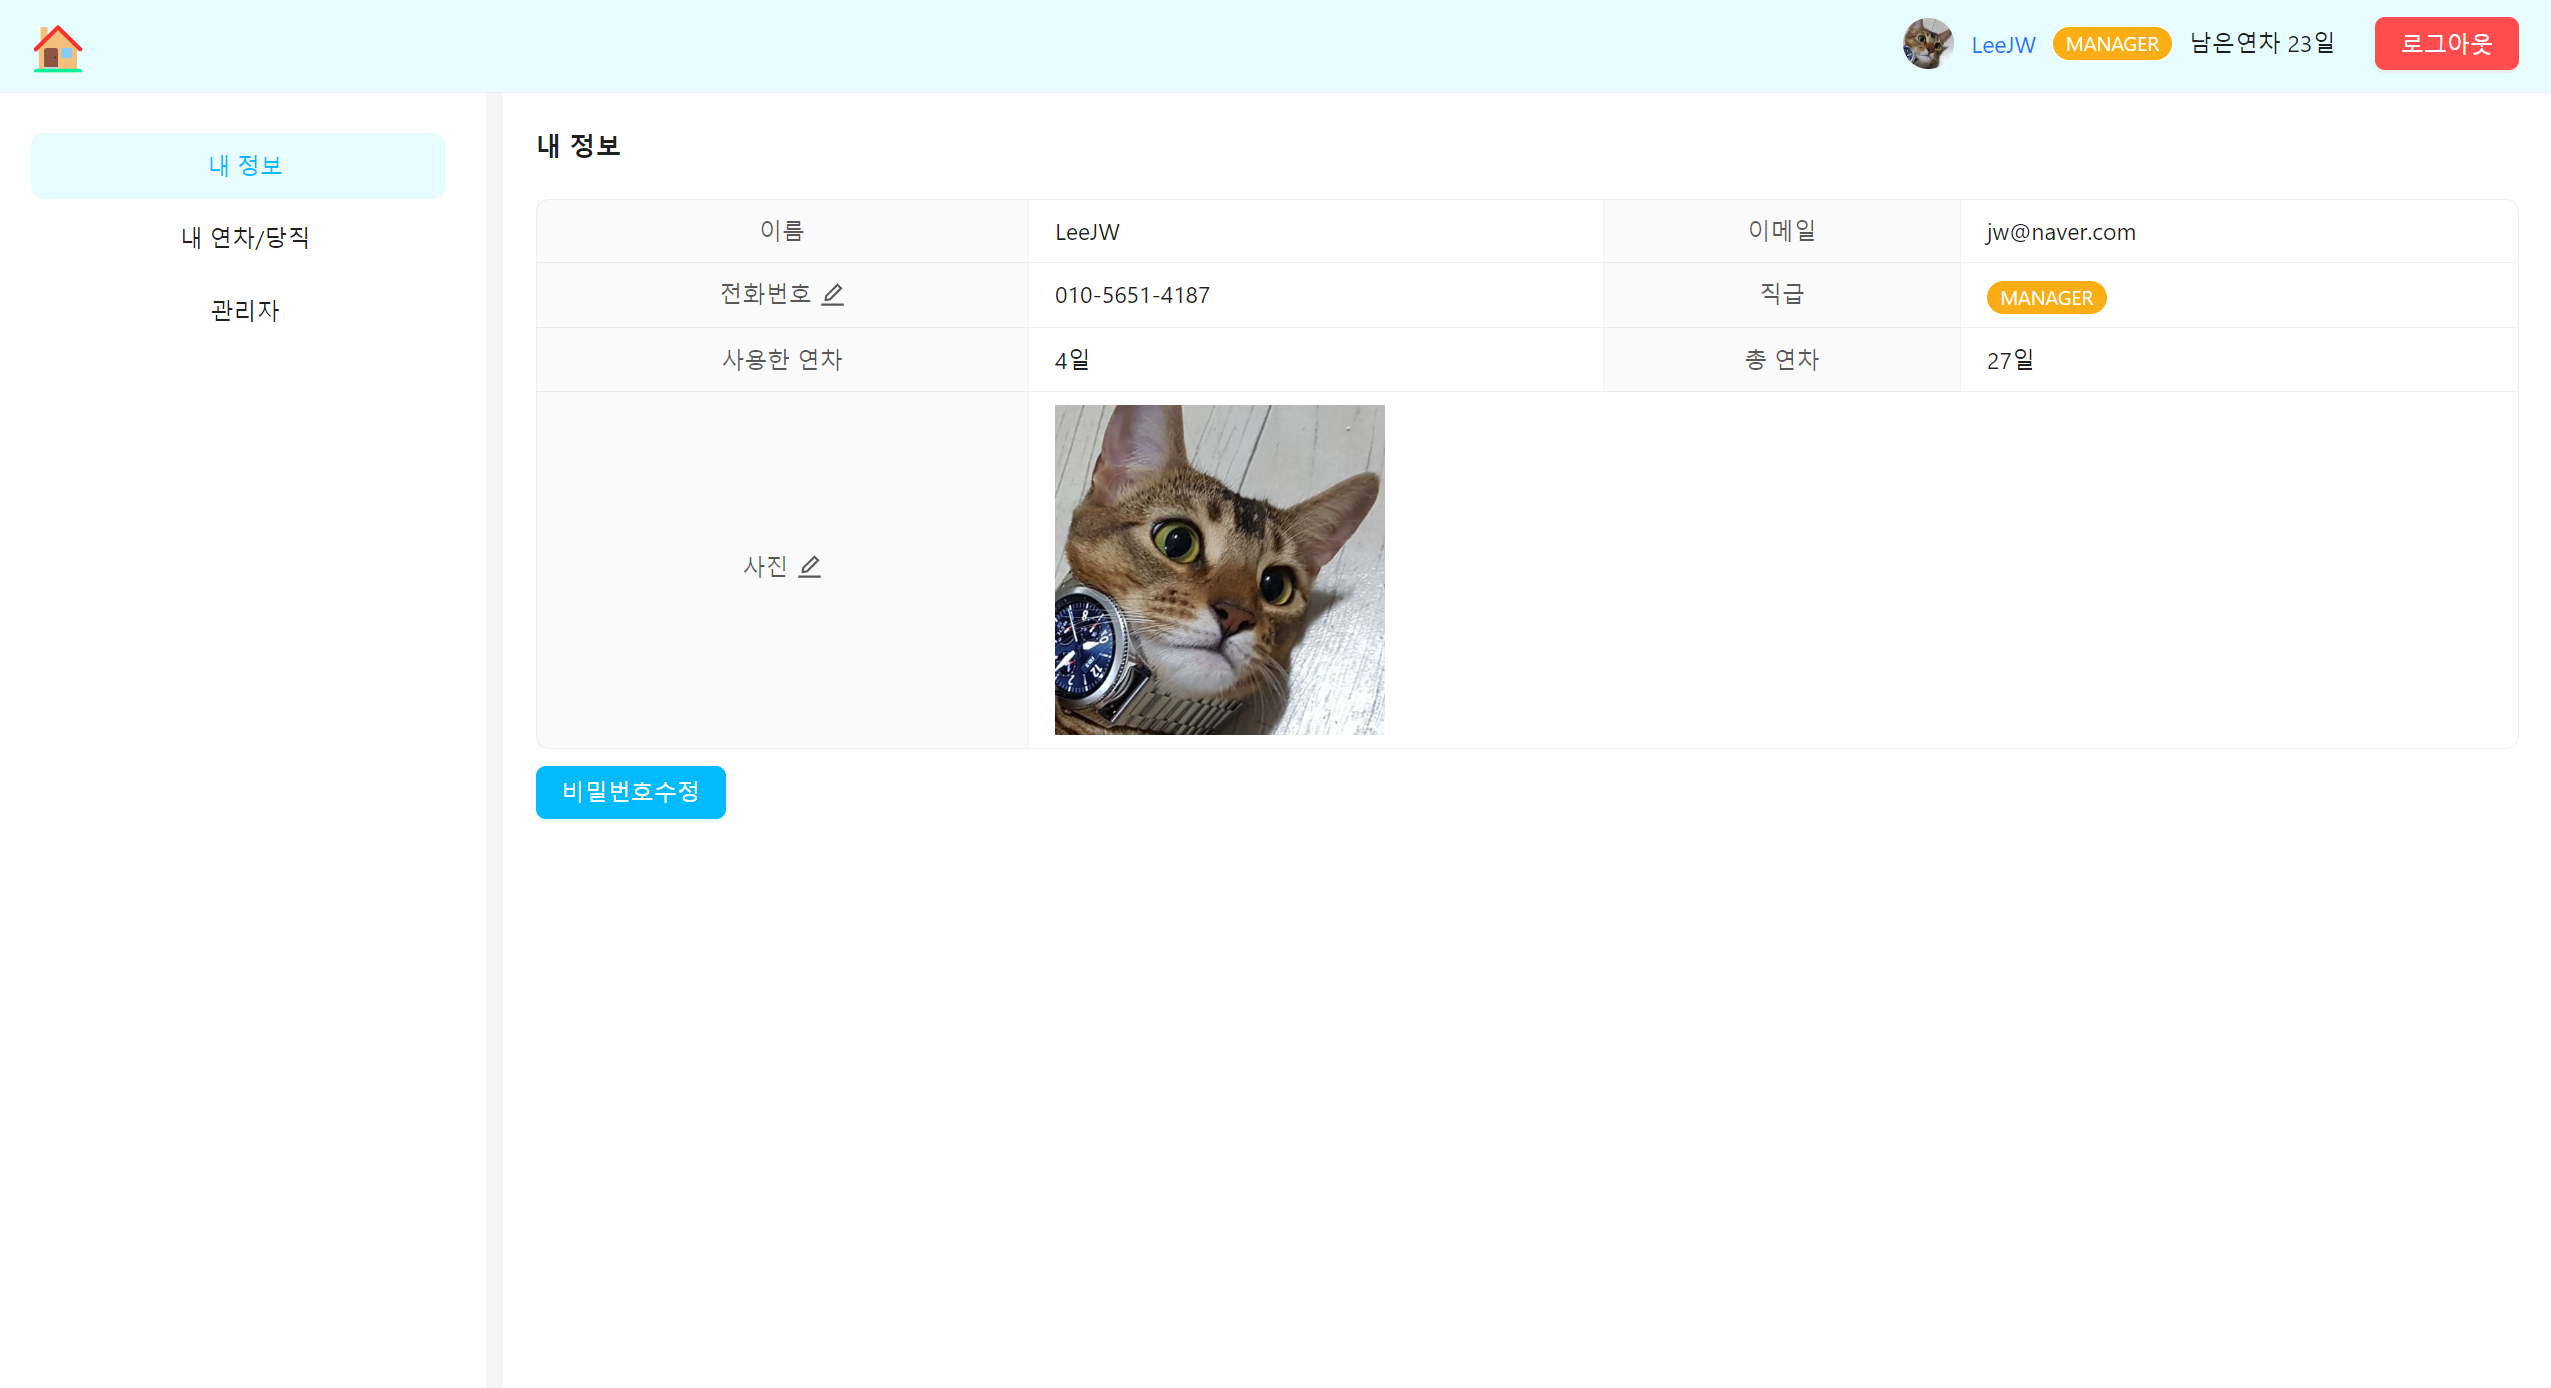 LeeJW MANAGER 남은연차 23일 로그아웃
내 정보
내 연차/당직
관리자
내 정보
이름 LeeJW 이메일 jw@naver.com
전화번호 010-5651-4187 직급 MANAGER
사용한 연차 4일 총 연차 27일
사진
비밀번호수정